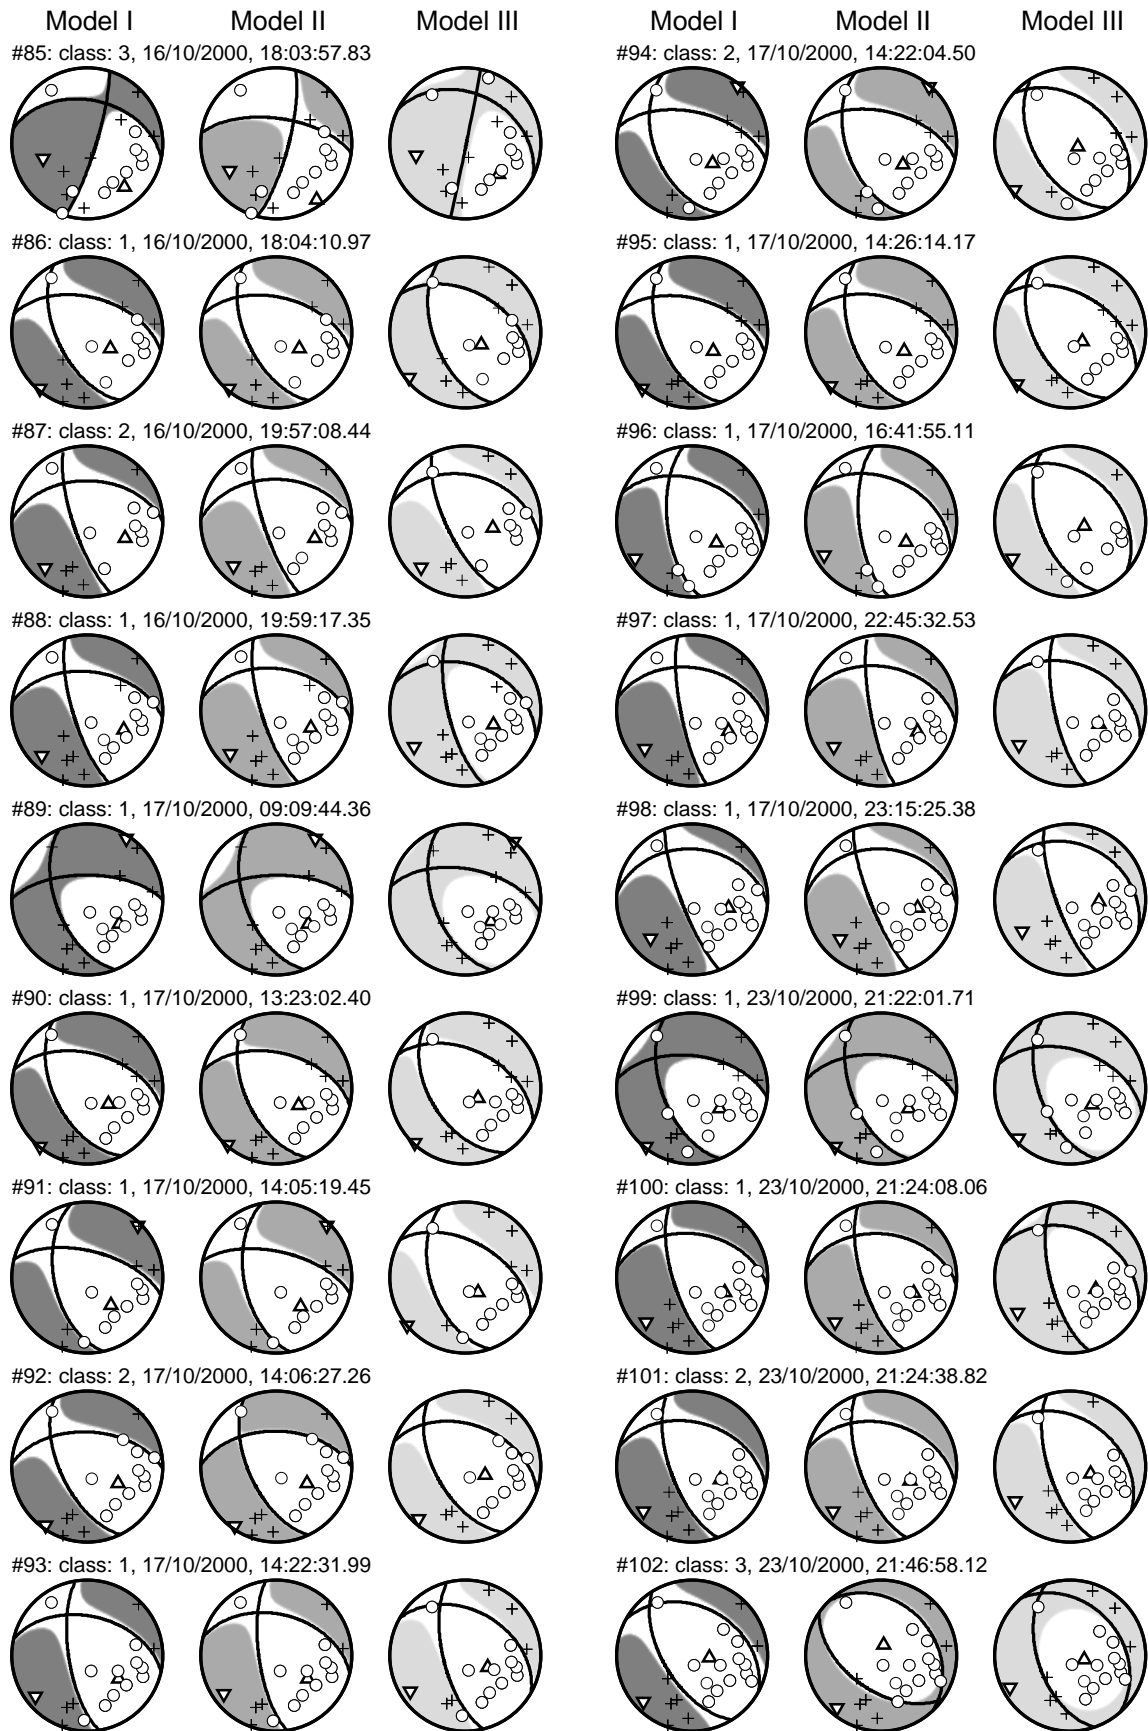 Model I Model II Model III
#85: class: 3, 16/10/2000, 18:03:57.83
#86: class: 1, 16/10/2000, 18:04:10.97
#87: class: 2, 16/10/2000, 19:57:08.44
#88: class: 1, 16/10/2000, 19:59:17.35
#89: class: 1, 17/10/2000, 09:09:44.36
#90: class: 1, 17/10/2000, 13:23:02.40
#91: class: 1, 17/10/2000, 14:05:19.45
#92: class: 2, 17/10/2000, 14:06:27.26
#93: class: 1, 17/10/2000, 14:22:31.99
Model I Model II Model III
#94: class: 2, 17/10/2000, 14:22:04.50
#95: class: 1, 17/10/2000, 14:26:14.17
#96: class: 1, 17/10/2000, 16:41:55.11
#97: class: 1, 17/10/2000, 22:45:32.53
#98: class: 1, 17/10/2000, 23:15:25.38
#99: class: 1, 23/10/2000, 21:22:01.71
#100: class: 1, 23/10/2000, 21:24:08.06
#101: class: 2, 23/10/2000, 21:24:38.82
#102: class: 3, 23/10/2000, 21:46:58.12